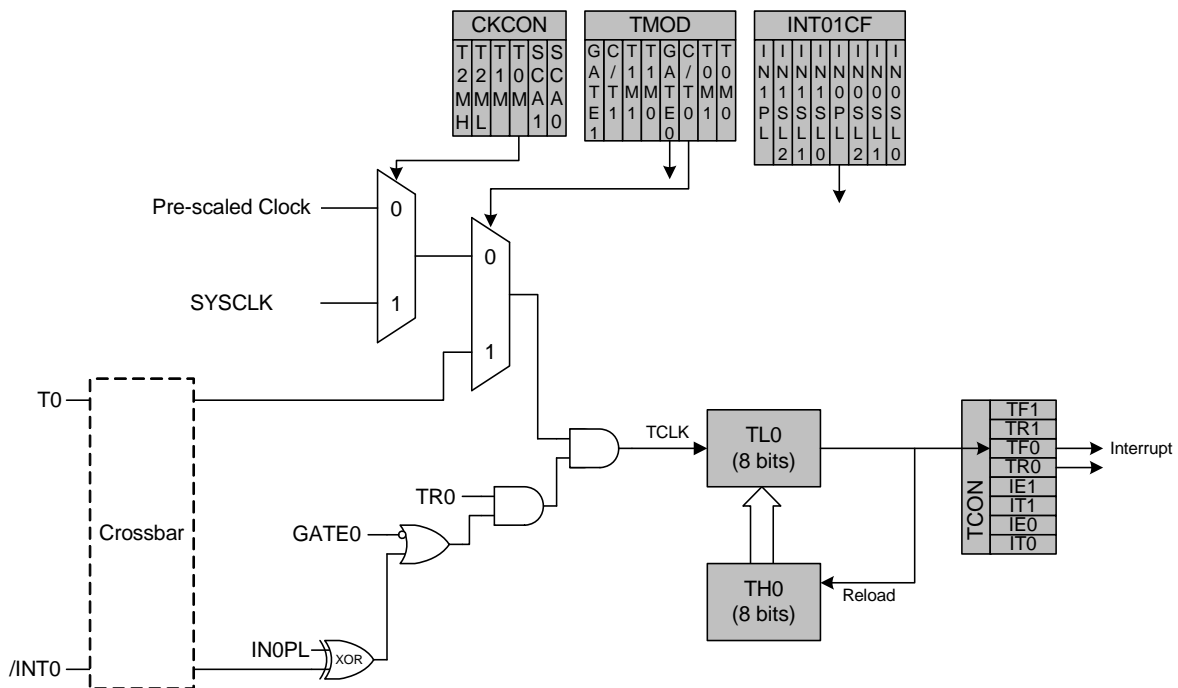 CKCON
T2MH T2ML T1M T0M SCA1 SCA0
TMOD
GATE1 C/T1 T1M1 T1M0 GATE0 C/T0 T0M1 T0M0
INT01CF
IN1PL IN1SL2 IN1SL1 IN1SL0 IN0PL IN0SL2 IN0SL1 IN0SL0
Pre-scaled Clock
0
SYSCLK
1
0
1
T0
Crossbar
/INT0
GATE0
TR0
IN0PL
XOR
TCLK
TL0
(8 bits)
TH0
(8 bits)
Reload
TCON
TF1
TR1
TF0
TR0
IE1
IT1
IE0
IT0
Interrupt